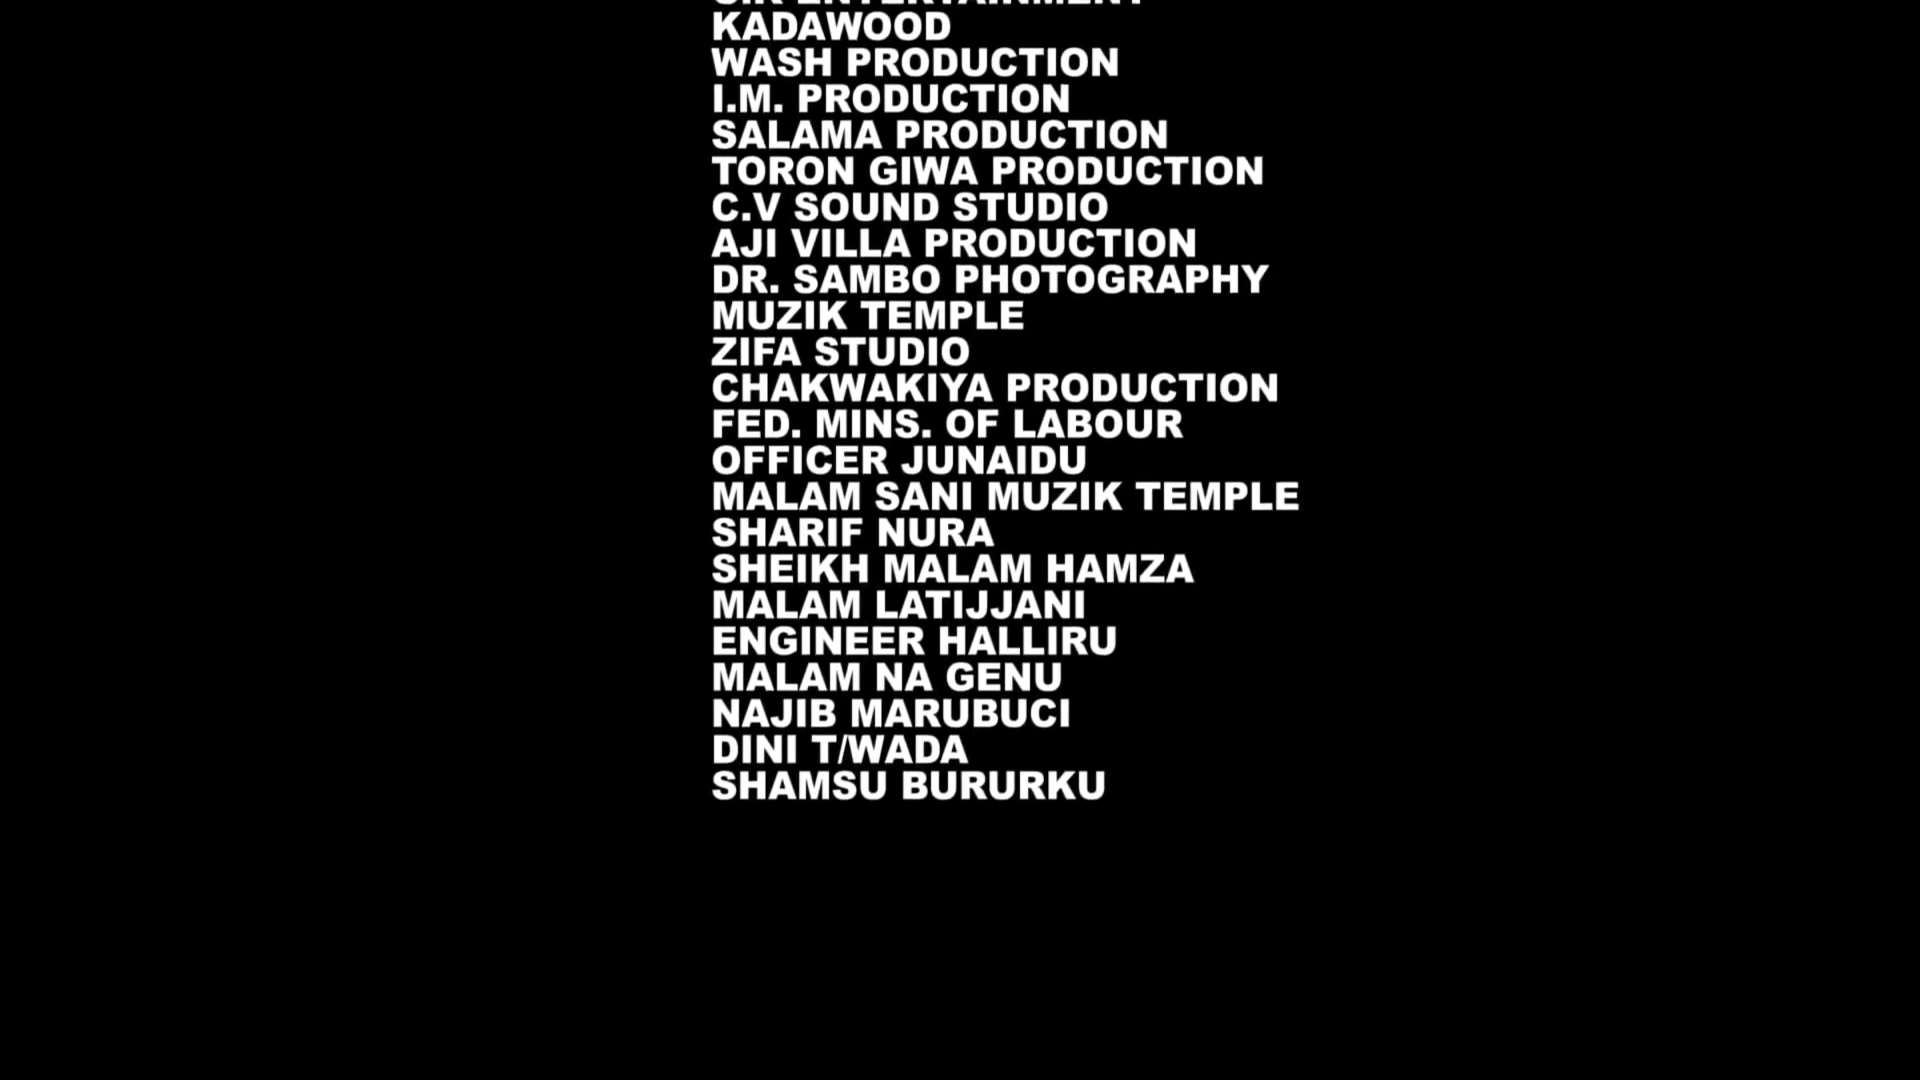 ENTERTAINMENT
KADAWOOD
WASH PRODUCTION
I.M. PRODUCTION
SALAMA PRODUCTION
TORON GIWA PRODUCTION
C.V SOUND STUDIO
AJI VILLA PRODUCTION
DR. SAMBO PHOTOGRAPHY
MUZIK TEMPLE
ZIFA STUDIO
CHAKWAKIYA PRODUCTION
FED. MINS. OF LABOUR
OFFICER JUNAIDU
MALAM SANI MUZIK TEMPLE
SHARIF NURA
SHEIKH MALAM HAMZA
MALAM LATIJJANI
ENGINEER HALLIRU
MALAM NA GENU
NAJIB MARUBUCI
DINI T/WADA
SHAMSU BURURKU